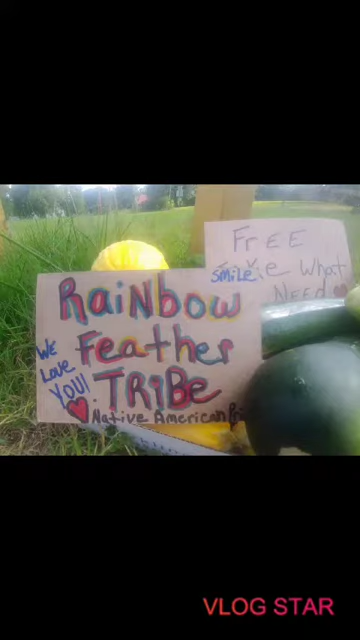 FREE
SMiLE
What
NEED
RaiNBow
Feather
TRiBe
WE
LOVE
YOU!
Native American
VLOG STAR